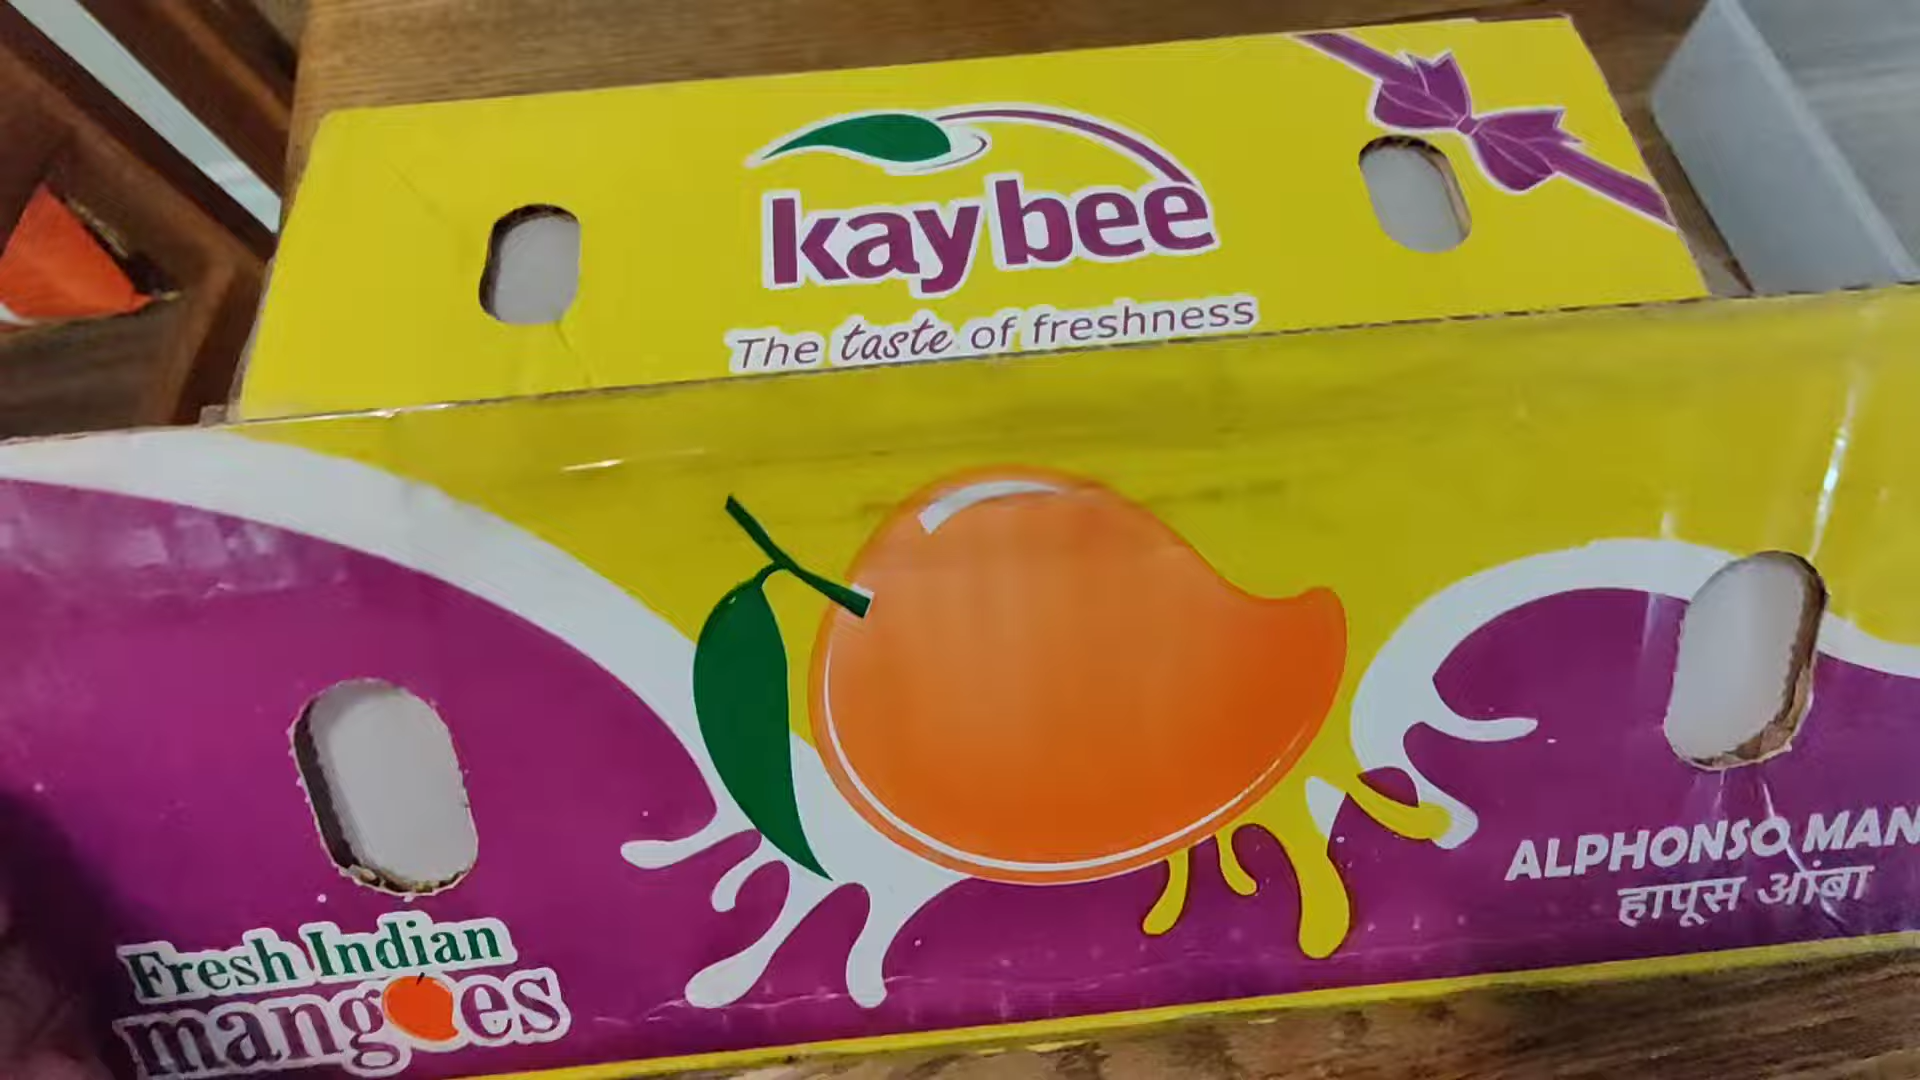 kaybee
The taste of freshness
ALPHONSO MAN
हापूस आंबा
Fresh Indian
mangoes